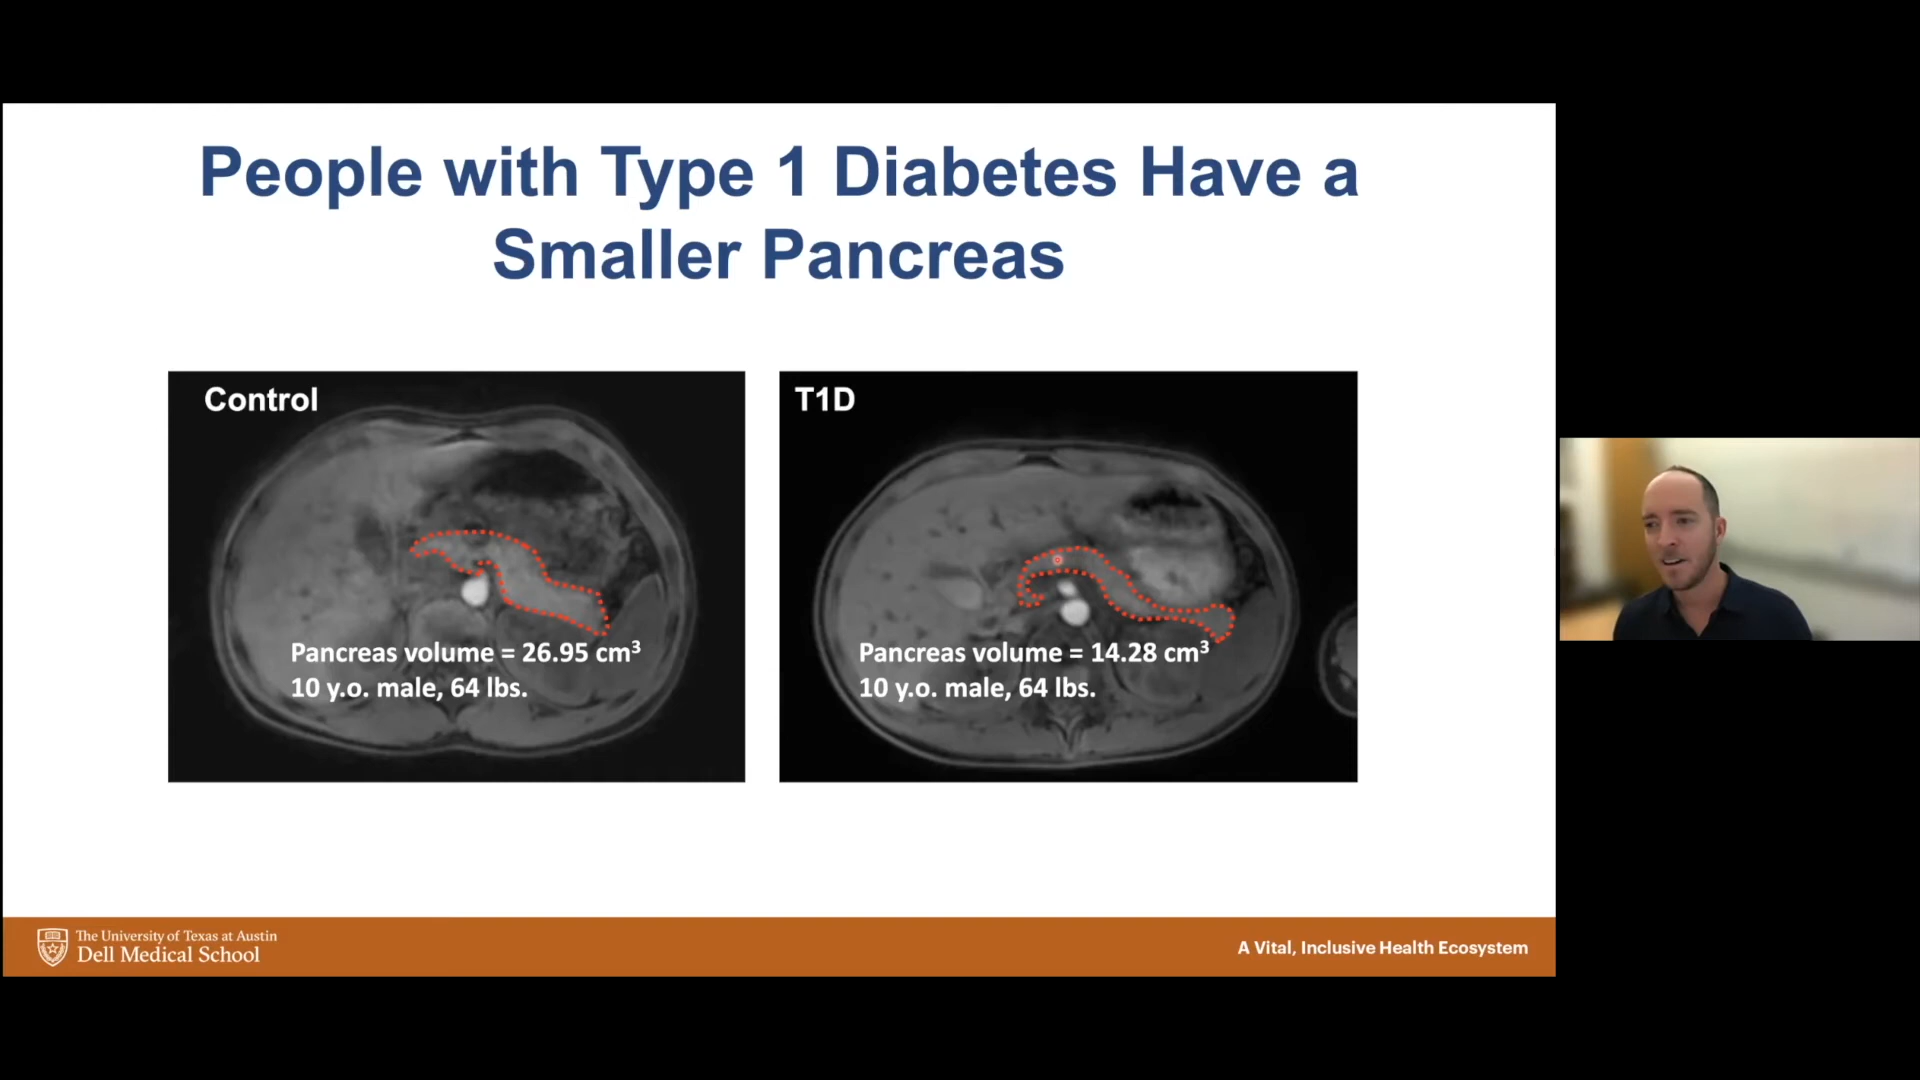 People with Type 1 Diabetes Have a
Smaller Pancreas
Control
Pancreas volume = 26.95 cm³
10 y.o. male, 64 lbs.
T1D
Pancreas volume = 14.28 cm³
10 y.o. male, 64 lbs.
The University of Texas at Austin
Dell Medical School
A Vital, Inclusive Health Ecosystem